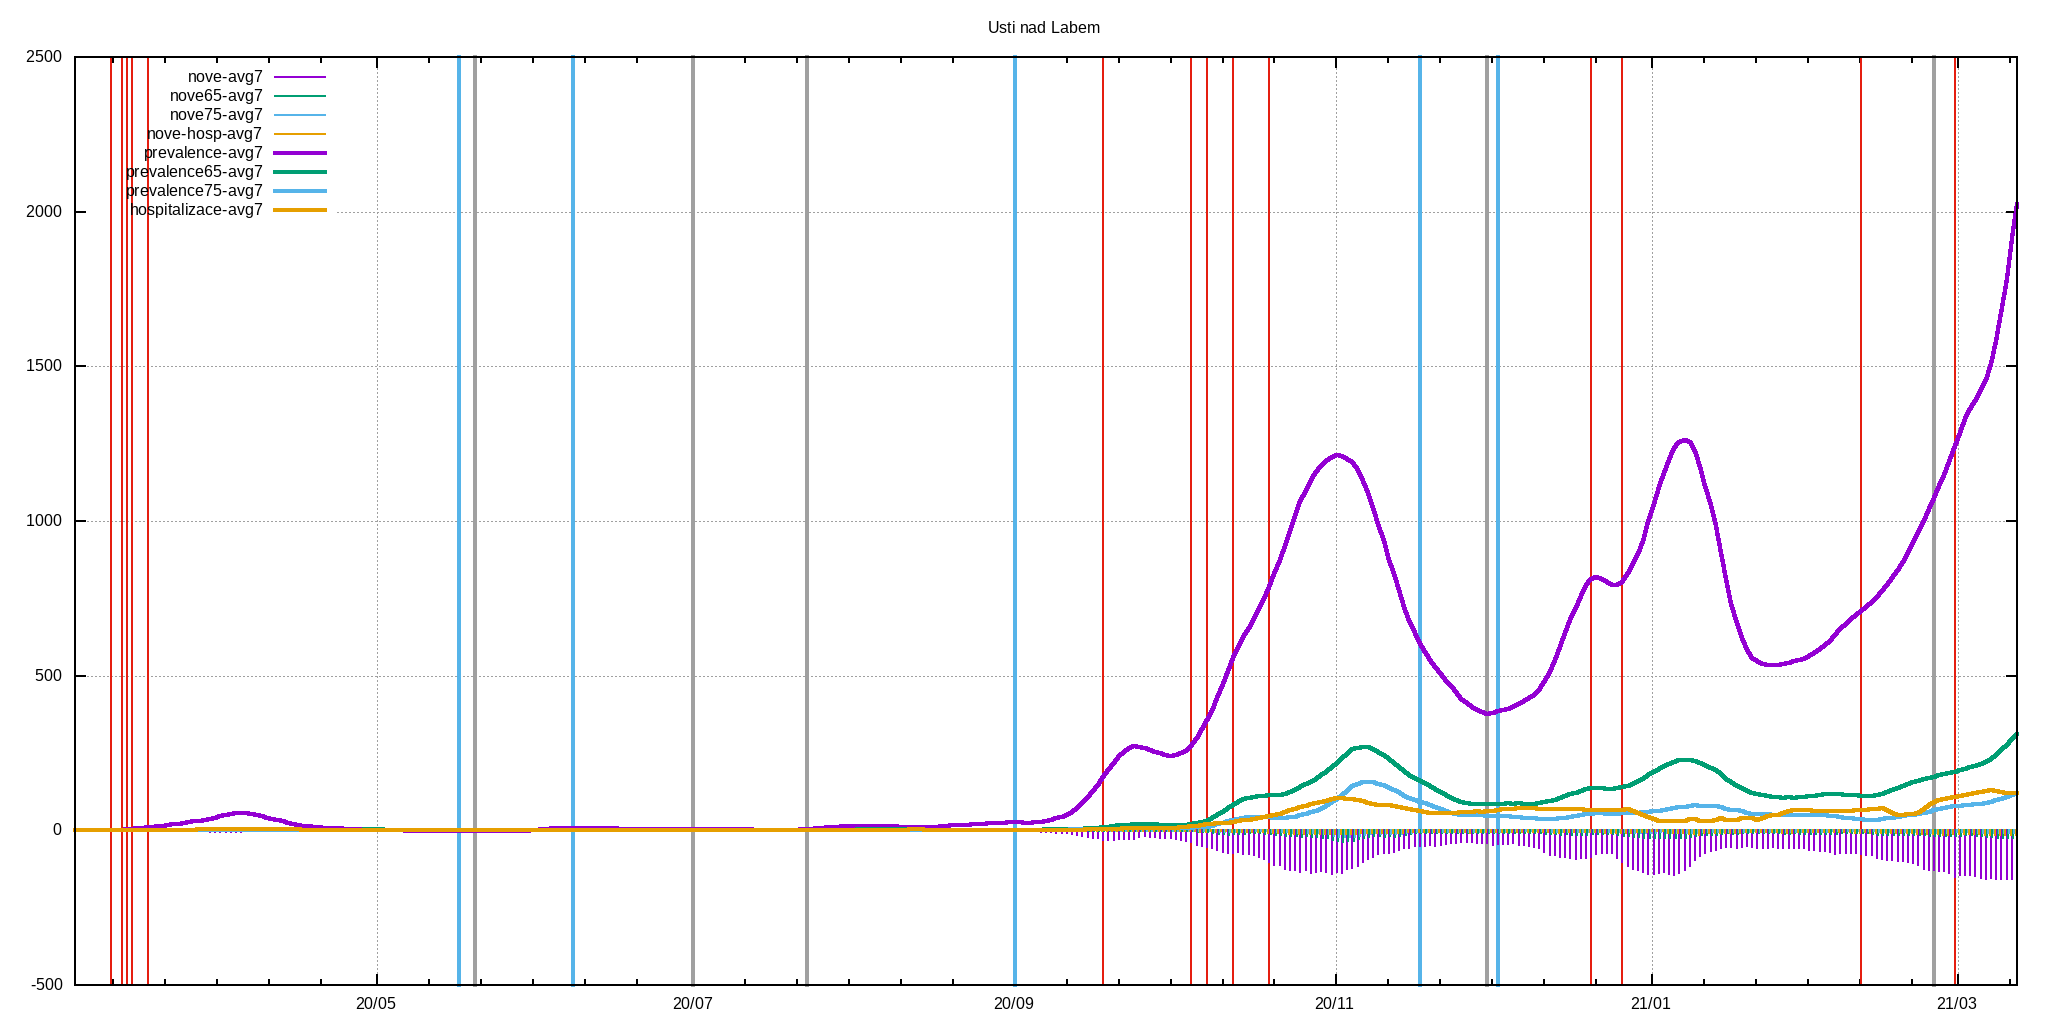 Usti nad Labem
2500
2000
1500
1000
500
0
-500
nove-avg7
nove65-avg7
nove75-avg7
nove-hosp-avg7
prevalence-avg7
prevalence65-avg7
prevalence75-avg7
hospitalizace-avg7
20/05
20/07
20/09
20/11
21/01
21/03